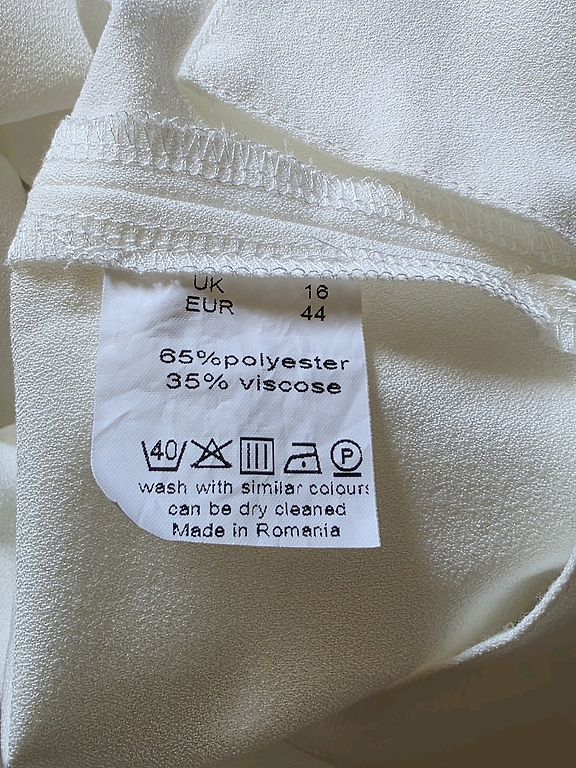 UK 16
EUR 44
65%polyester
35% viscose
40 P
wash with similar colours
can be dry cleaned
Made in Romania